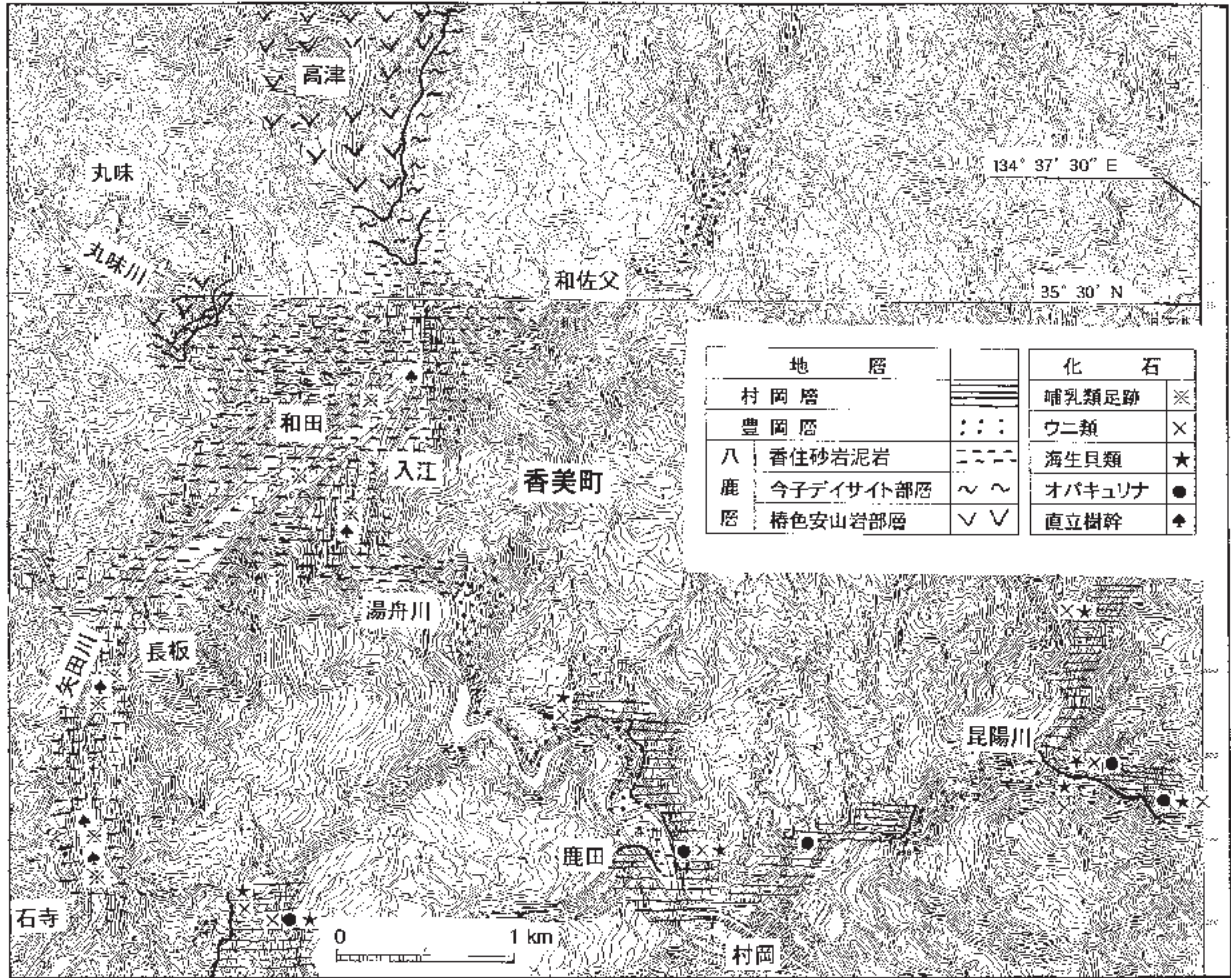 高津
丸味
134° 37′ 30″ E
丸味川
和佐父
35° 30′ N
地　層
化　石
村岡層
哺乳類足跡 ※
豊岡層
ウニ類 ×
八鹿層
香住砂岩泥岩
海生貝類 ★
今子デイサイト部層
オパキュリナ ●
椿色安山岩部層
直立樹幹 ♠
和田
入江
香美町
湯舟川
長板
矢田川
昆陽川
鹿田
石寺
0 1 km
村岡